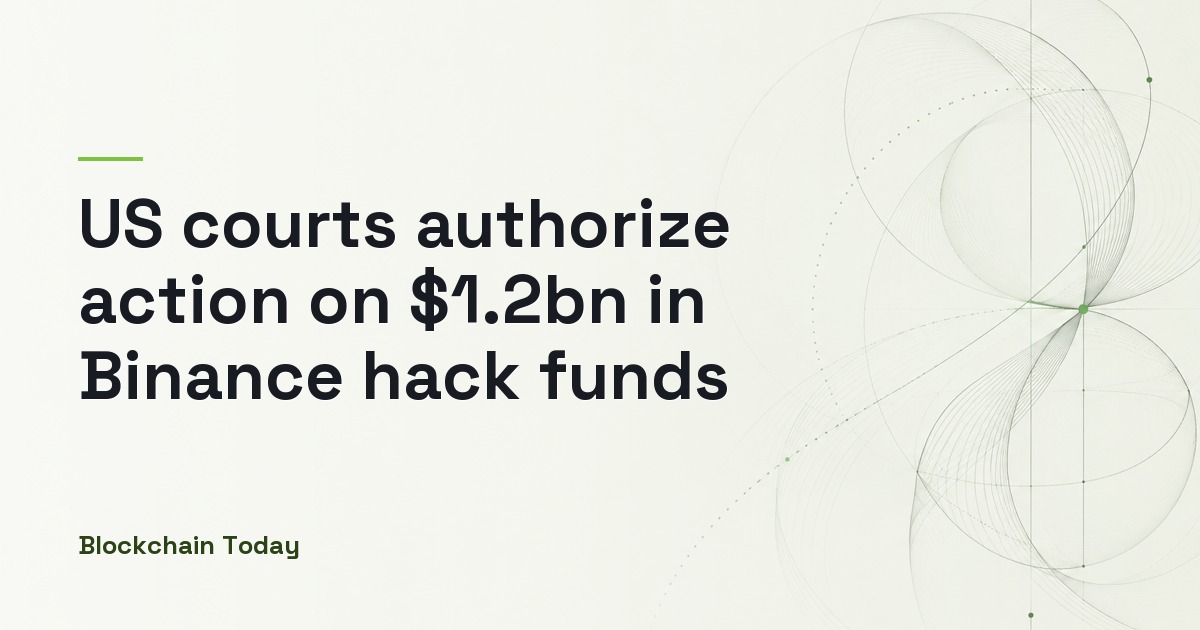 US courts authorize
action on $1.2bn in
Binance hack funds
Blockchain Today